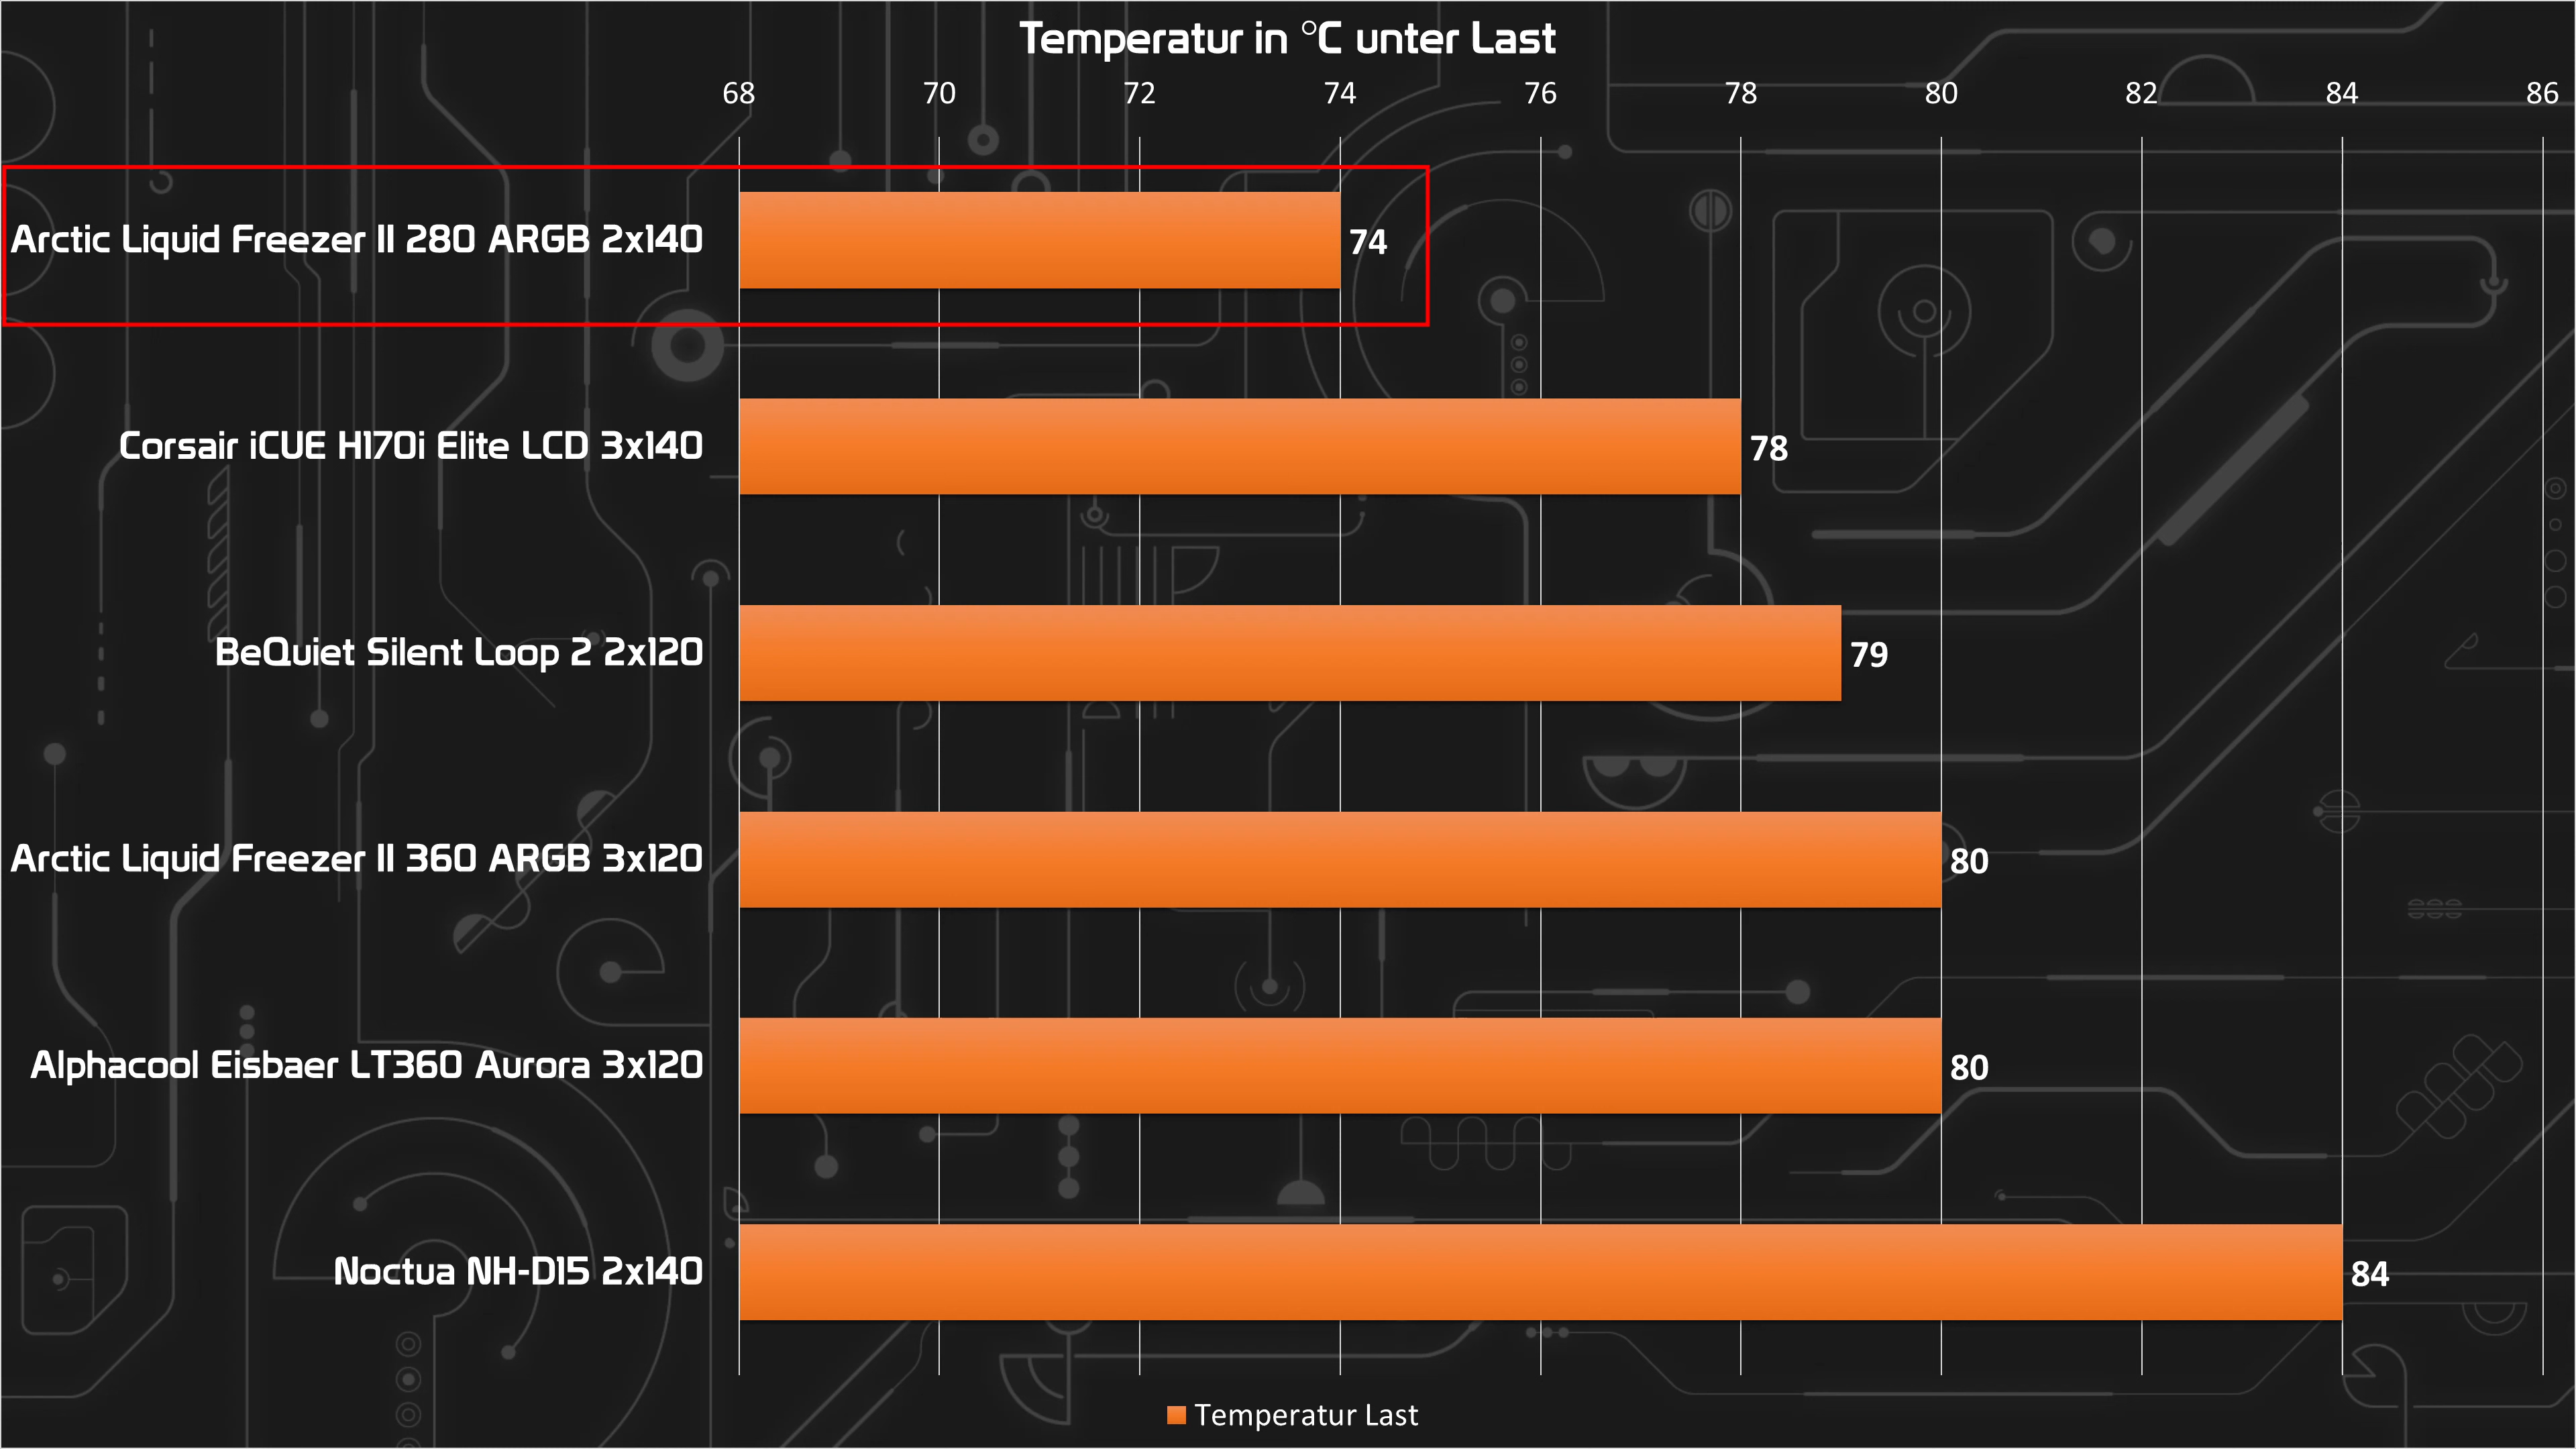 Temperatur in °C unter Last
68 70 72 74 76 78 80 82 84 86
Arctic Liquid Freezer II 280 ARGB 2x140 74
Corsair iCUE H170i Elite LCD 3x140 78
BeQuiet Silent Loop 2 2x120 79
Arctic Liquid Freezer II 360 ARGB 3x120 80
Alphacool Eisbaer LT360 Aurora 3x120 80
Noctua NH-D15 2x140 84
Temperatur Last